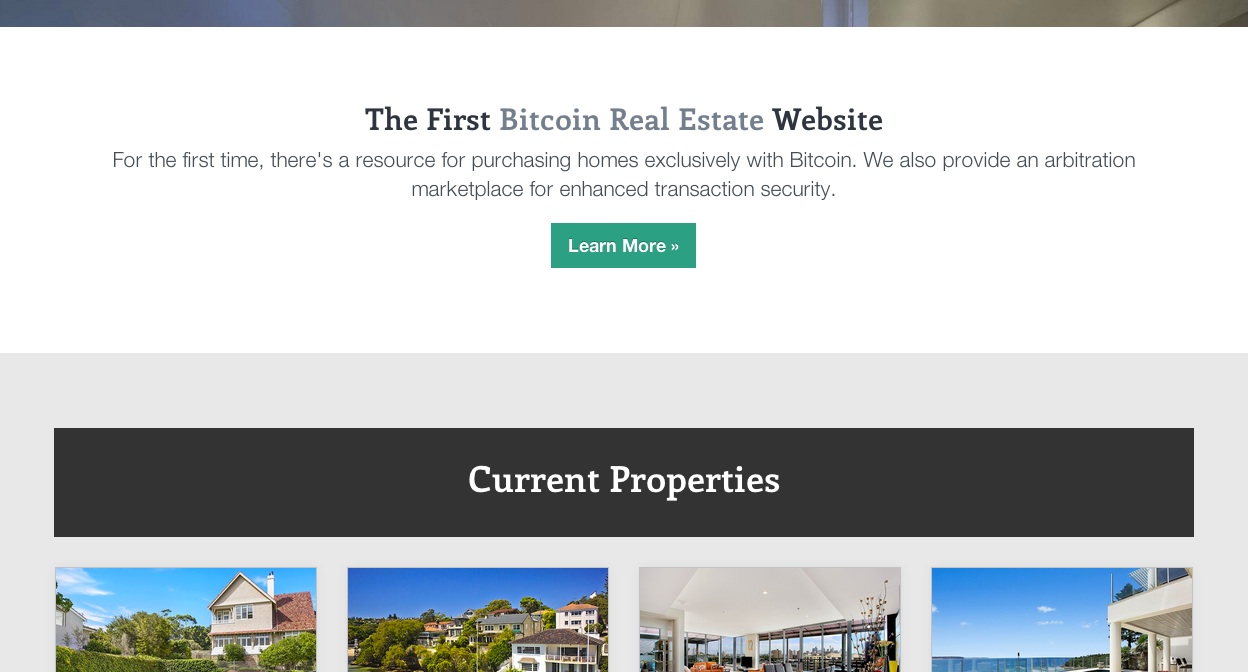 The First Bitcoin Real Estate Website
For the first time, there's a resource for purchasing homes exclusively with Bitcoin. We also provide an arbitration
marketplace for enhanced transaction security.
Learn More »
Current Properties